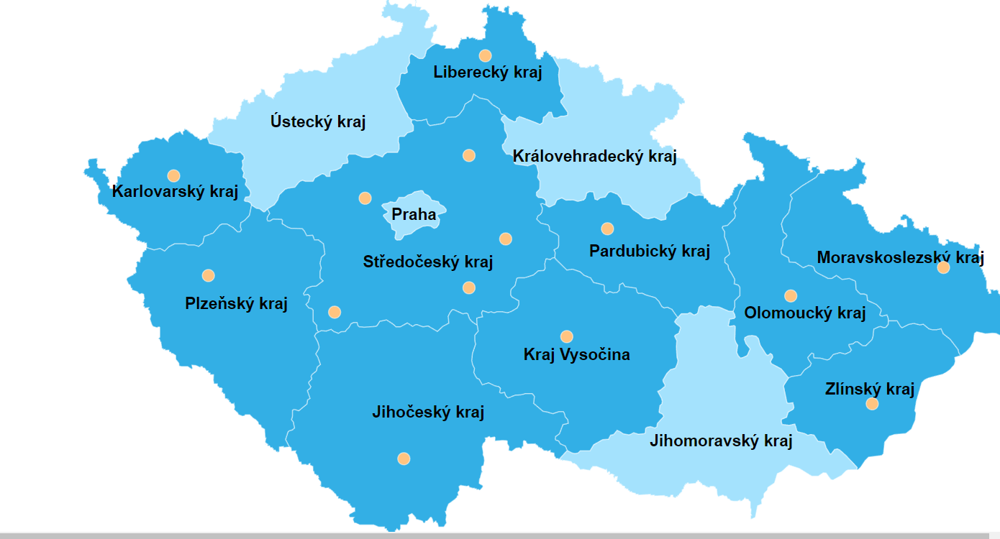 Liberecký kraj
Ústecký kraj
Královehradecký kraj
Karlovarský kraj
Praha
Středočeský kraj
Pardubický kraj
Moravskoslezský kraj
Plzeňský kraj
Olomoucký kraj
Kraj Vysočina
Zlínský kraj
Jihočeský kraj
Jihomoravský kraj